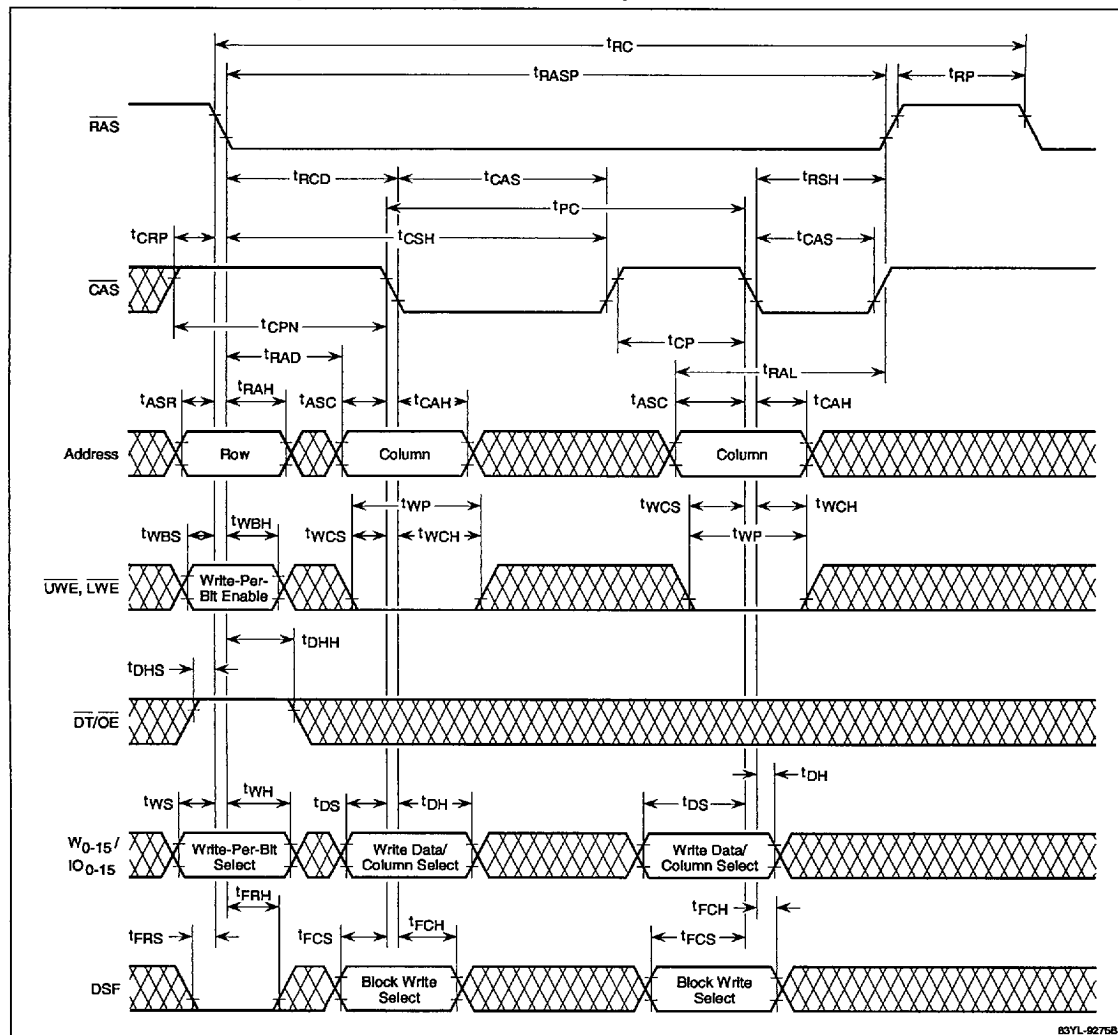 tRC
tRASP
tRP
RAS
tRCD
tCAS
tRSH
tPC
tCRP
tCSH
tCAS
CAS
tCPN
tCP
tRAD
tRAL
tASR
tRAH
tASC
tCAH
tASC
tCAH
Address
Row
Column
Column
tWP
tWBS
tWBH
tWCS
tWCH
tWCS
tWP
tWCH
UWE, LWE
Write-Per-
Bit Enable
tDHH
tDHS
DT/OE
tDH
tWS
tWH
tDS
tDH
tDS
W0-15 /
IO0-15
Write-Per-Bit
Select
Write Data/
Column Select
Write Data/
Column Select
tFRH
tFCH
tFRS
tFCS
tFCH
tFCS
DSF
Block Write
Select
Block Write
Select
83YL-9275B